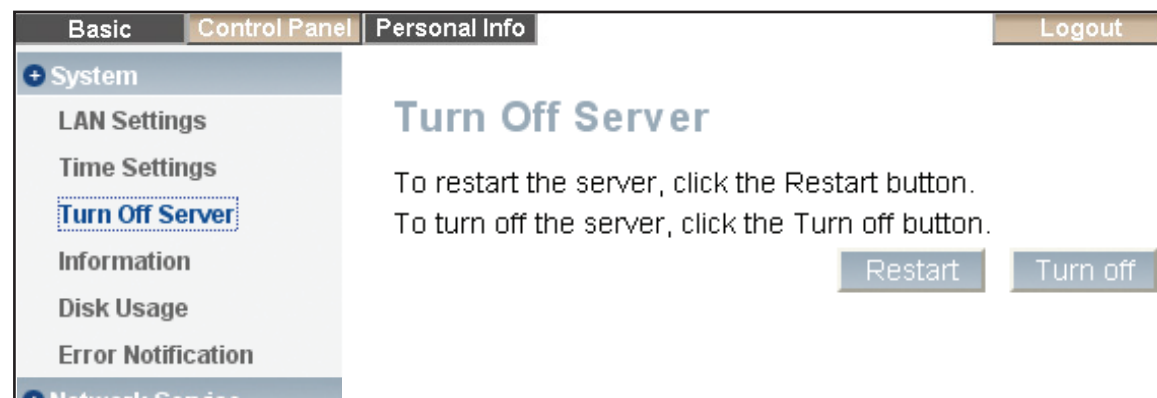 Basic Control Panel Personal Info Logout
System
LAN Settings
Time Settings
Turn Off Server
Information
Disk Usage
Error Notification
Network Service
Turn Off Server
To restart the server, click the Restart button.
To turn off the server, click the Turn off button.
Restart Turn off